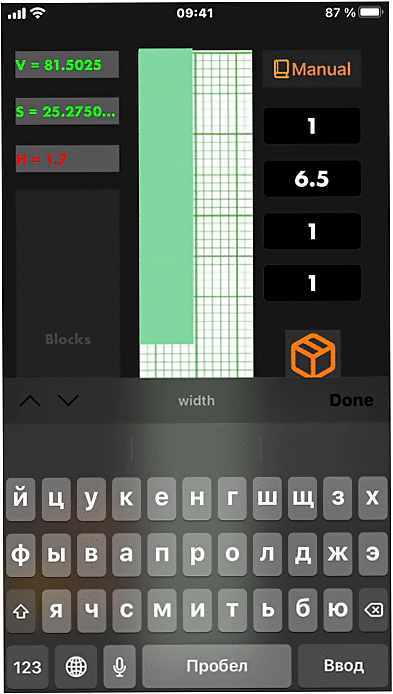 09:41
87 %
V = 81.5025
S = 25.2750...
H = 1.7
Manual
1
6.5
1
1
Blocks
width
Done
й ц у к е н г ш щ з х
ф ы в а п р о л д ж э
я ч с м и т ь б ю
123
Пробел
Ввод